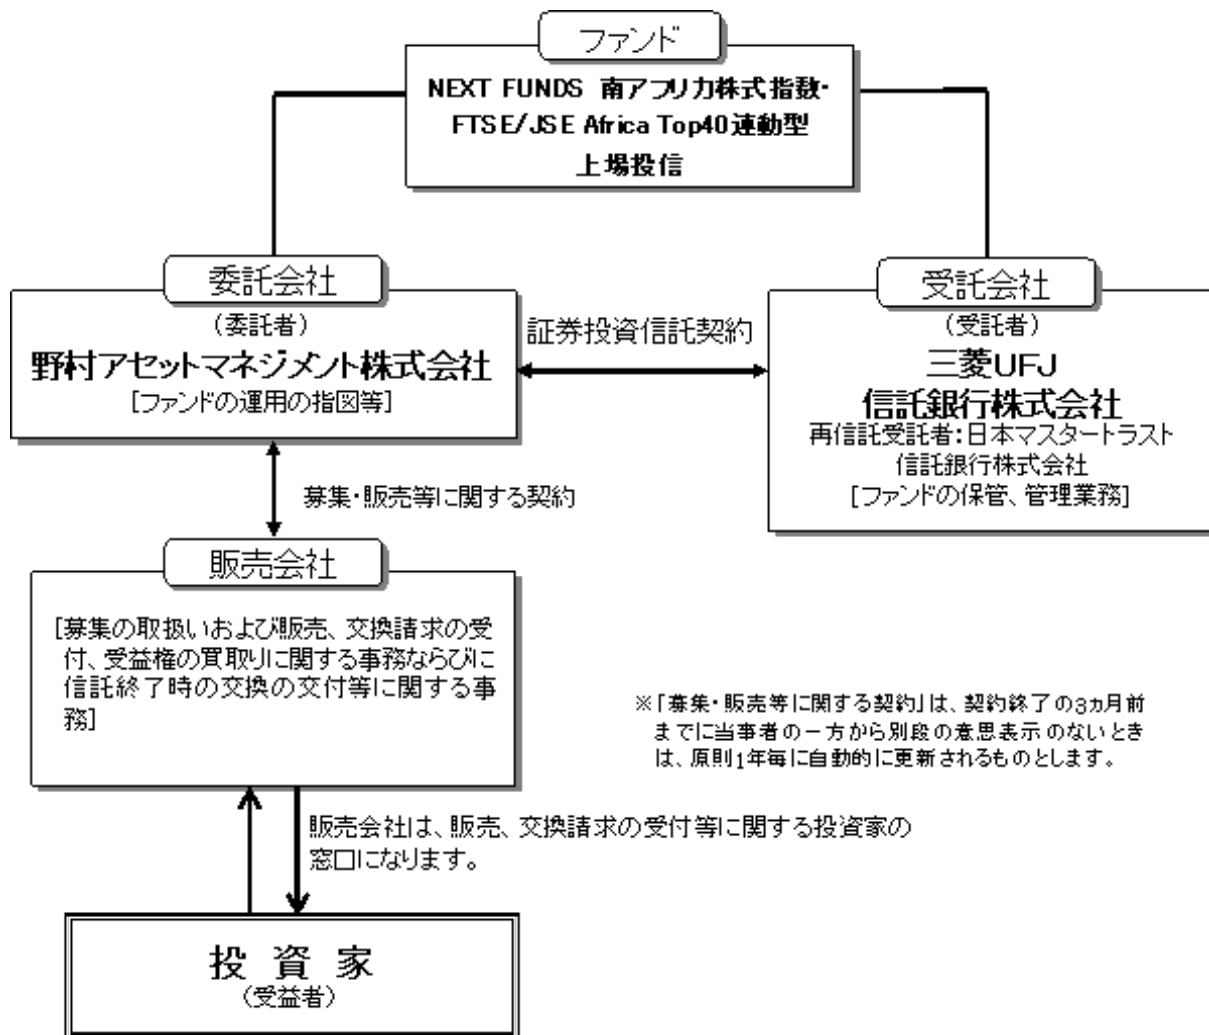 ファンド
NEXT FUNDS 南アフリカ株式指数・
FTSE/JSE Africa Top40連動型
上場投信
委託会社
（委託者）
野村アセットマネジメント株式会社
[ファンドの運用の指図等]
証券投資信託契約
受託会社
（受託者）
三菱UFJ
信託銀行株式会社
再信託受託者：日本マスタートラスト
信託銀行株式会社
[ファンドの保管、管理業務]
募集・販売等に関する契約
販売会社
[募集の取扱いおよび販売、交換請求の受
付、受益権の買取りに関する事務ならびに
信託終了時の交換の交付等に関する事
務]
※「募集・販売等に関する契約」は、契約終了の3ヵ月前
までに当事者の一方から別段の意思表示のないとき
は、原則1年毎に自動的に更新されるものとします。
販売会社は、販売、交換請求の受付等に関する投資家の
窓口になります。
投 資 家
（受益者）